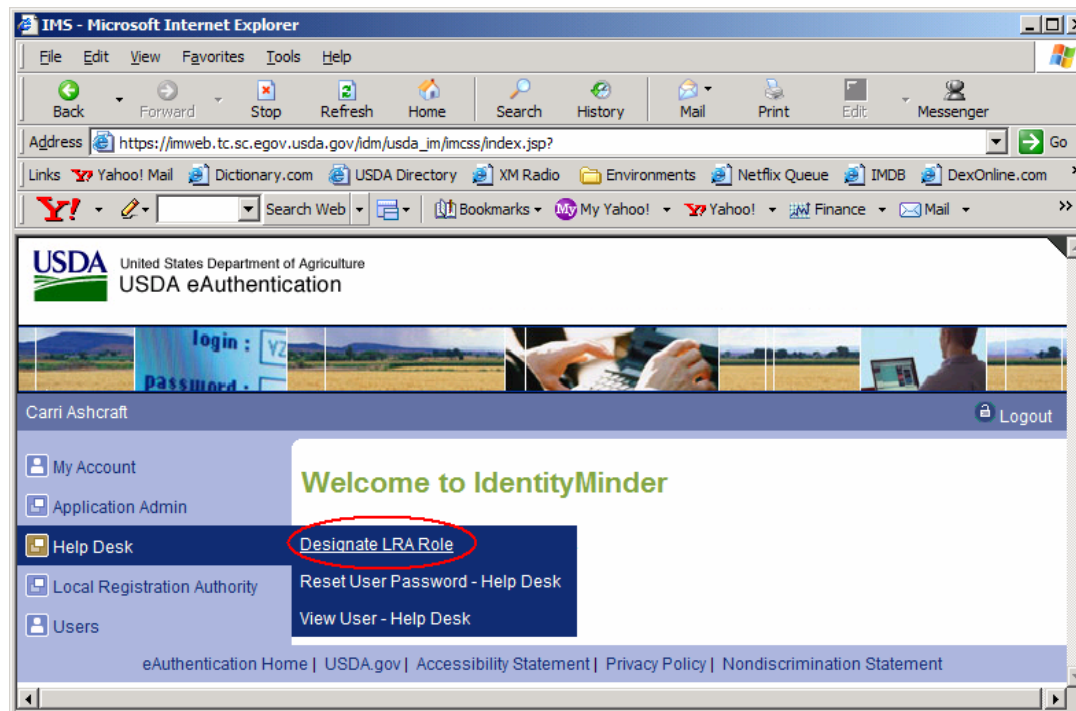 IMS - Microsoft Internet Explorer
File Edit View Favorites Tools Help
Back Forward Stop Refresh Home Search History Mail Print Edit Messenger
Address https://imweb.tc.sc.egov.usda.gov/idm/usda_im/imcss/index.jsp? Go
Links Yahoo! Mail Dictionary.com USDA Directory XM Radio Environments Netflix Queue IMDB DexOnline.com
Y! Search Web Bookmarks My My Yahoo! Yahoo! Finance Mail
USDA United States Department of Agriculture
USDA eAuthentication
login : YZ
password :
Carri Ashcraft Logout
My Account
Welcome to IdentityMinder
Application Admin
Help Desk
Designate LRA Role
Reset User Password - Help Desk
View User - Help Desk
Local Registration Authority
Users
eAuthentication Home | USDA.gov | Accessibility Statement | Privacy Policy | Nondiscrimination Statement